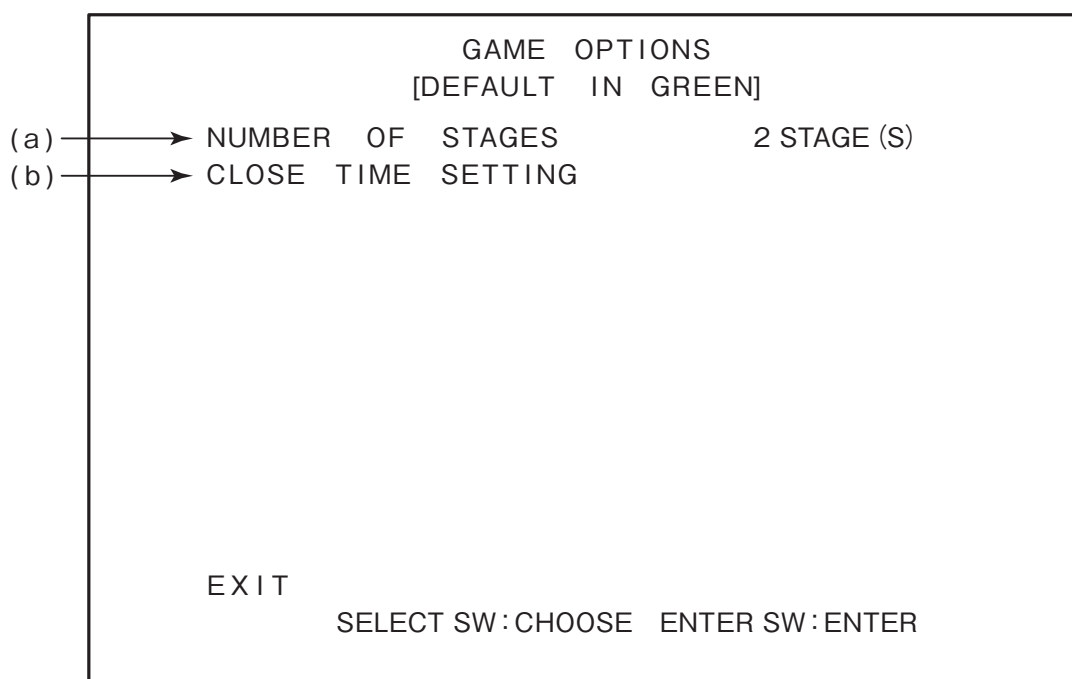 GAME OPTIONS
[DEFAULT IN GREEN]
(a) NUMBER OF STAGES 2 STAGE (S)
(b) CLOSE TIME SETTING
EXIT
SELECT SW : CHOOSE ENTER SW : ENTER